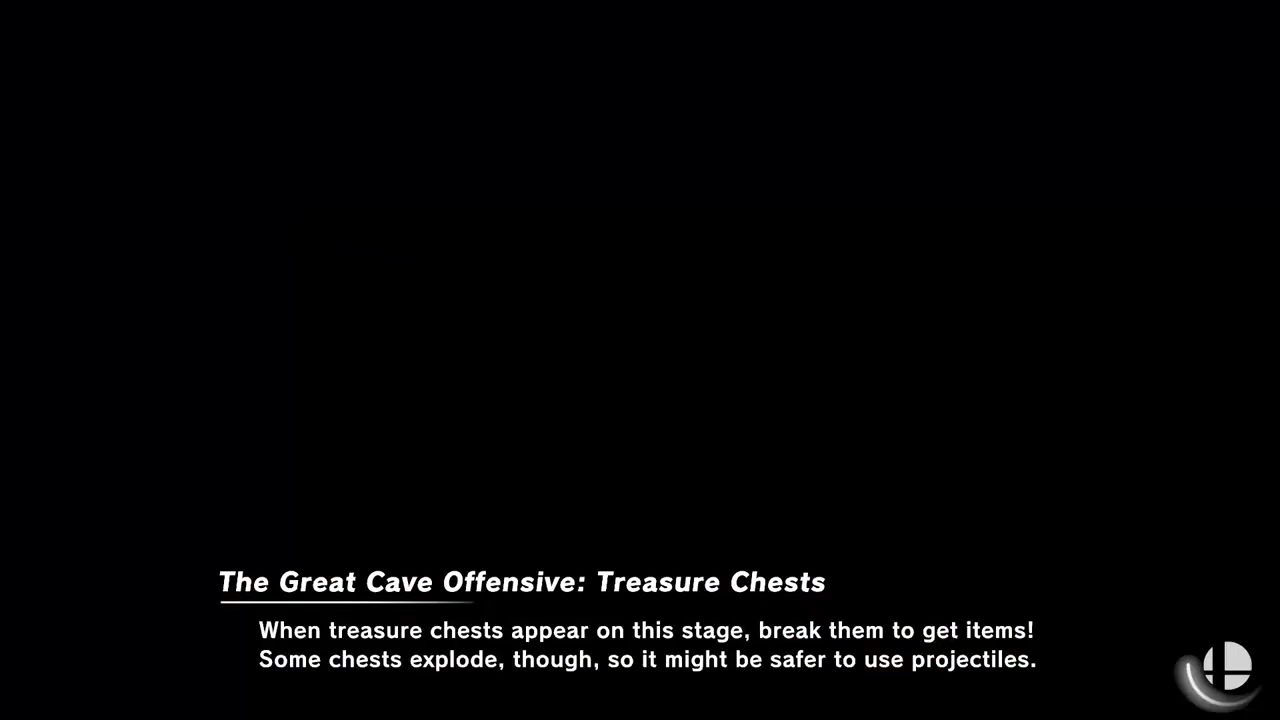 The Great Cave Offensive: Treasure Chests
When treasure chests appear on this stage, break them to get items!
Some chests explode, though, so it might be safer to use projectiles.